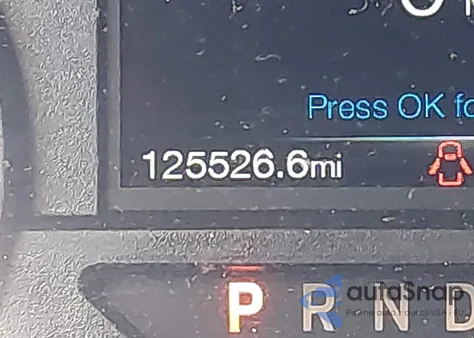 Press OK fo
125526.6mi
P R N D
autoSnap